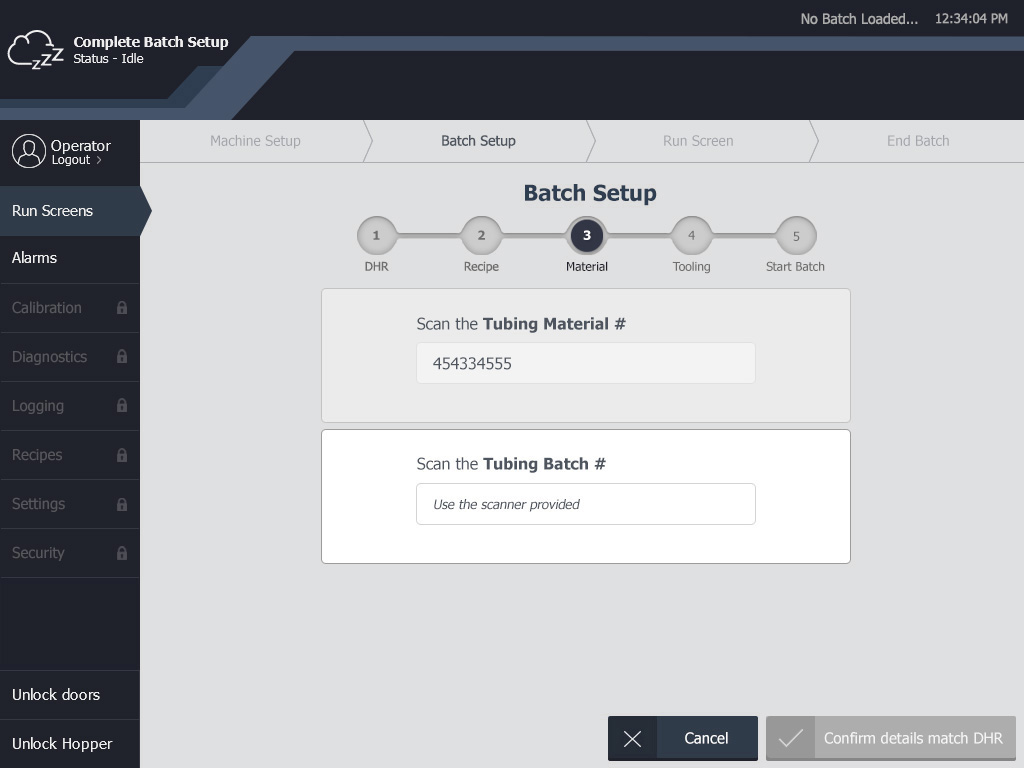 No Batch Loaded... 12:34:04 PM
Complete Batch Setup
Status - Idle
zzZ
Operator
Logout >
Machine Setup
Batch Setup
Run Screen
End Batch
Run Screens
Alarms
Calibration
Diagnostics
Logging
Recipes
Settings
Security
Unlock doors
Unlock Hopper
Batch Setup
1 2 3 4 5
DHR Recipe Material Tooling Start Batch
Scan the Tubing Material #
454334555
Scan the Tubing Batch #
Use the scanner provided
Cancel
Confirm details match DHR